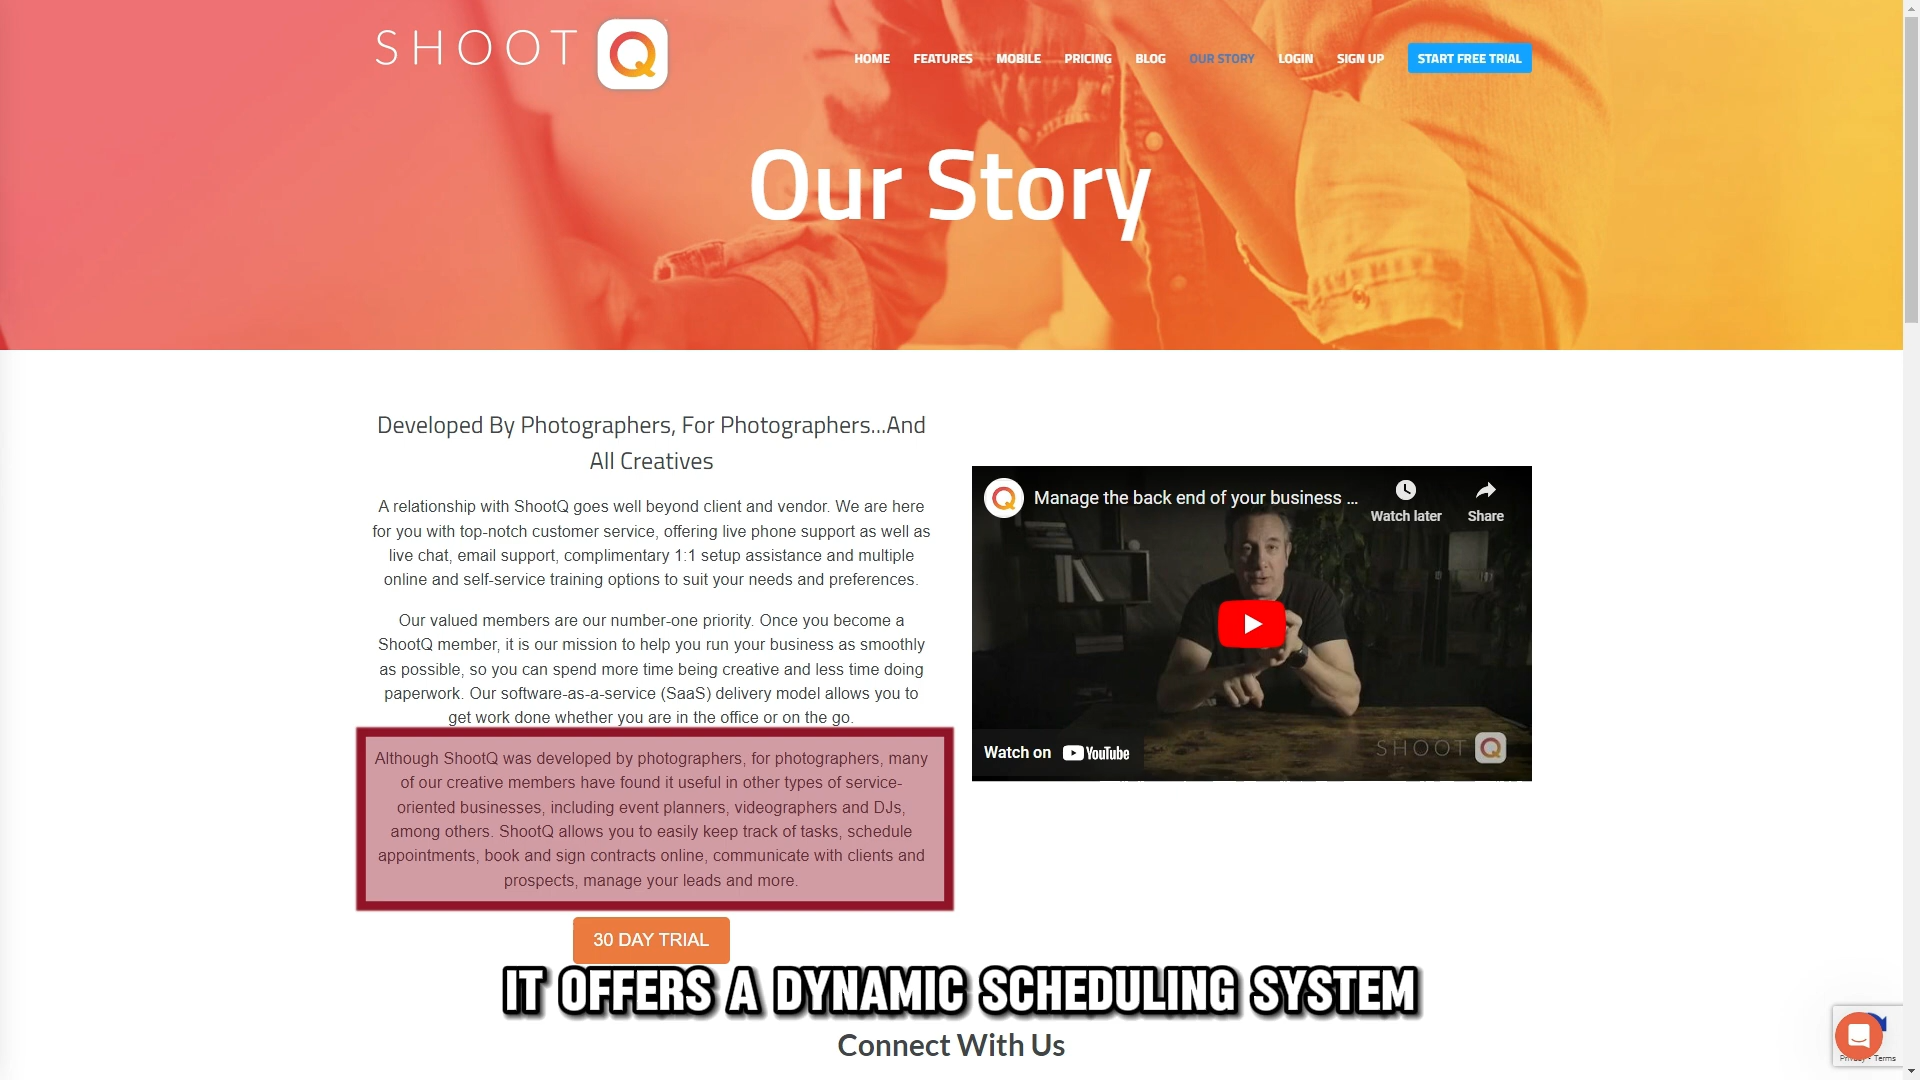 SHOOT Q
HOME FEATURES MOBILE PRICING BLOG OUR STORY LOGIN SIGN UP START FREE TRIAL
Our Story
Developed By Photographers, For Photographers...And
All Creatives
A relationship with ShootQ goes well beyond client and vendor. We are here
for you with top-notch customer service, offering live phone support as well as
live chat, email support, complimentary 1:1 setup assistance and multiple
online and self-service training options to suit your needs and preferences.
Our valued members are our number-one priority. Once you become a
ShootQ member, it is our mission to help you run your business as smoothly
as possible, so you can spend more time being creative and less time doing
paperwork. Our software-as-a-service (SaaS) delivery model allows you to
get work done whether you are in the office or on the go.
Although ShootQ was developed by photographers, for photographers, many
of our creative members have found it useful in other types of service-
oriented businesses, including event planners, videographers and DJs,
among others. ShootQ allows you to easily keep track of tasks, schedule
appointments, book and sign contracts online, communicate with clients and
prospects, manage your leads and more.
30 DAY TRIAL
Q Manage the back end of your business ...
Watch later Share
Watch on YouTube
SHOOT Q
IT OFFERS A DYNAMIC SCHEDULING SYSTEM
Connect With Us
Privacy - Terms